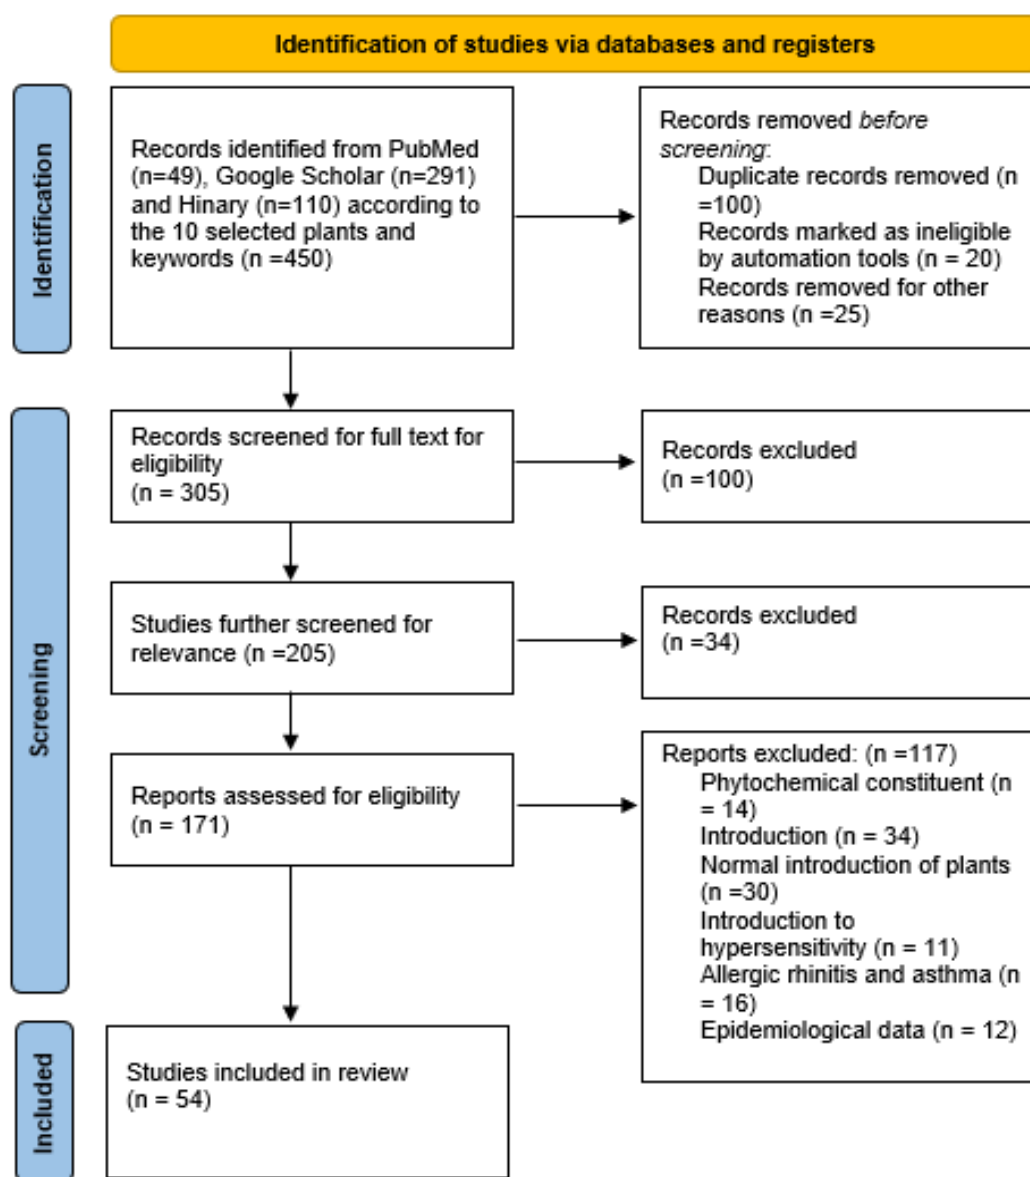 Identification of studies via databases and registers
Identification
Records identified from PubMed
(n=49), Google Scholar (n=291)
and Hinary (n=110) according to
the 10 selected plants and
keywords (n =450)
Records removed before
screening:
Duplicate records removed (n
=100)
Records marked as ineligible
by automation tools (n = 20)
Records removed for other
reasons (n =25)
Screening
Records screened for full text for
eligibility
(n = 305)
Records excluded
(n =100)
Studies further screened for
relevance (n =205)
Records excluded
(n =34)
Reports assessed for eligibility
(n = 171)
Reports excluded: (n =117)
Phytochemical constituent (n
= 14)
Introduction (n = 34)
Normal introduction of plants
(n =30)
Introduction to
hypersensitivity (n = 11)
Allergic rhinitis and asthma (n
= 16)
Epidemiological data (n = 12)
Included
Studies included in review
(n = 54)